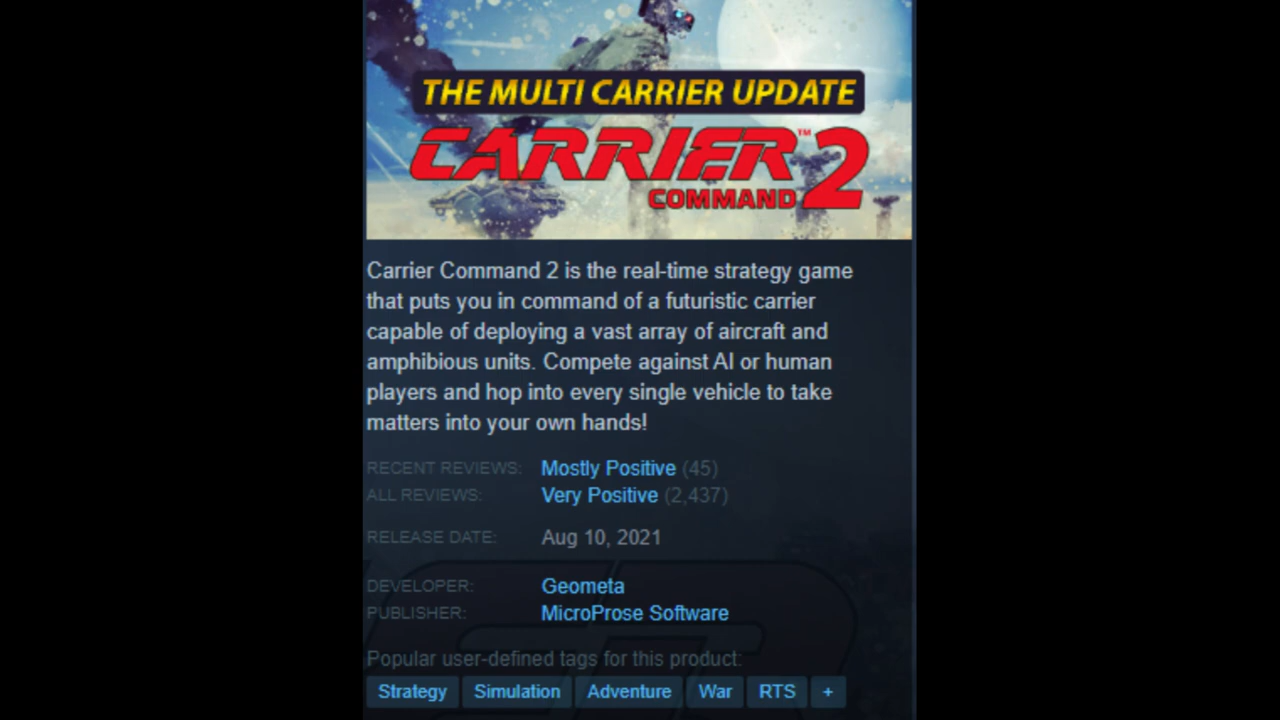 THE MULTI CARRIER UPDATE
CARRIER™ 2
COMMAND
Carrier Command 2 is the real-time strategy game
that puts you in command of a futuristic carrier
capable of deploying a vast array of aircraft and
amphibious units. Compete against AI or human
players and hop into every single vehicle to take
matters into your own hands!
RECENT REVIEWS: Mostly Positive (45)
ALL REVIEWS: Very Positive (2,437)
RELEASE DATE: Aug 10, 2021
DEVELOPER: Geometa
PUBLISHER: MicroProse Software
Popular user-defined tags for this product:
Strategy Simulation Adventure War RTS +